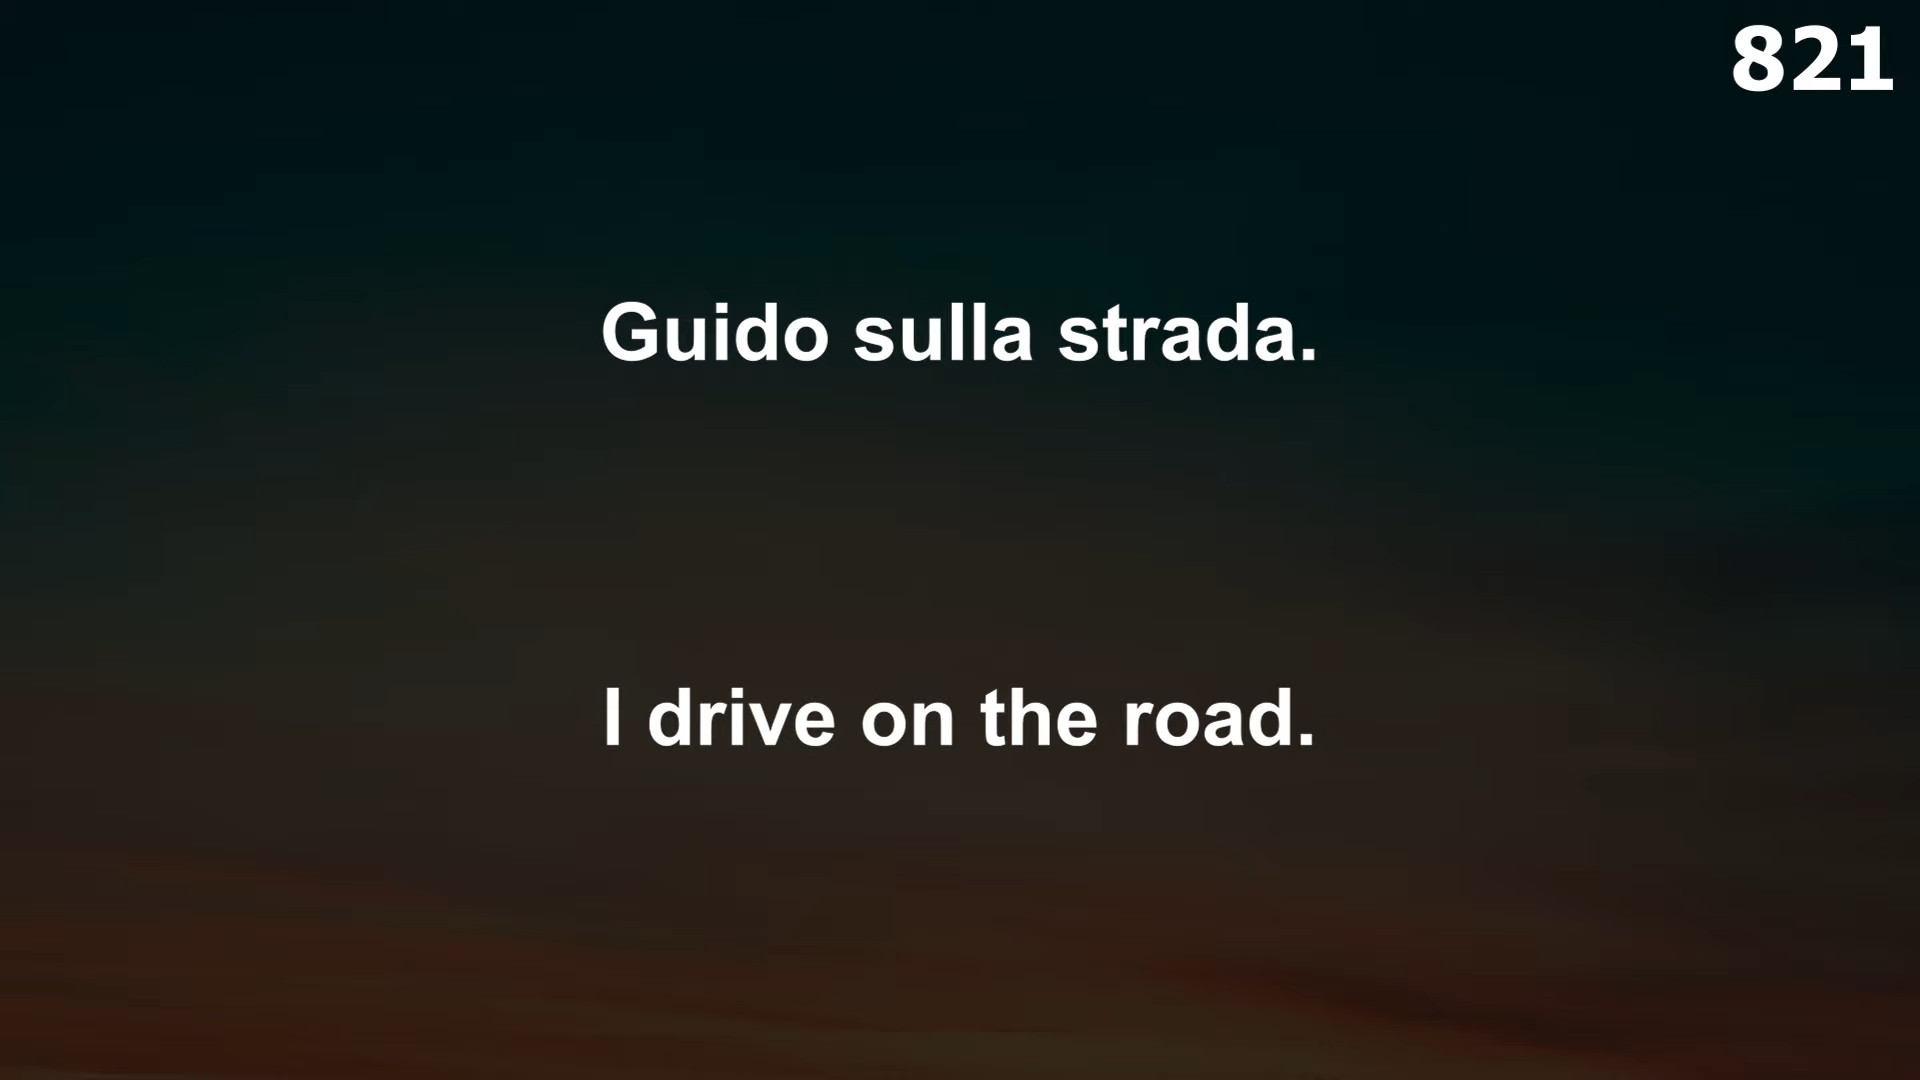 821
Guido sulla strada.
I drive on the road.